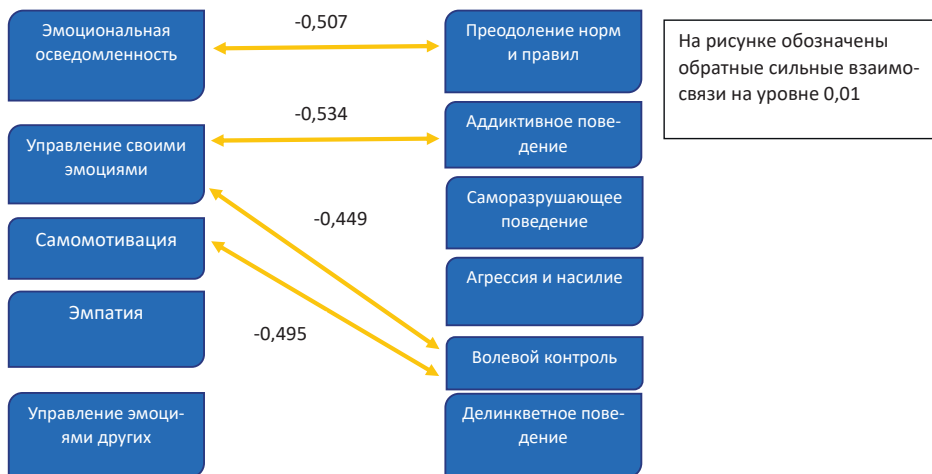 Эмоциональная
осведомленность
-0,507
Преодоление норм
и правил
На рисунке обозначены
обратные сильные взаимо-
связи на уровне 0,01
-0,534
Управление своими
эмоциями
Аддиктивное пове-
дение
Саморазрушающее
поведение
-0,449
Самомотивация
Агрессия и насилие
Эмпатия
-0,495
Волевой контроль
Управление эмоци-
ями других
Делинкветное пове-
дение